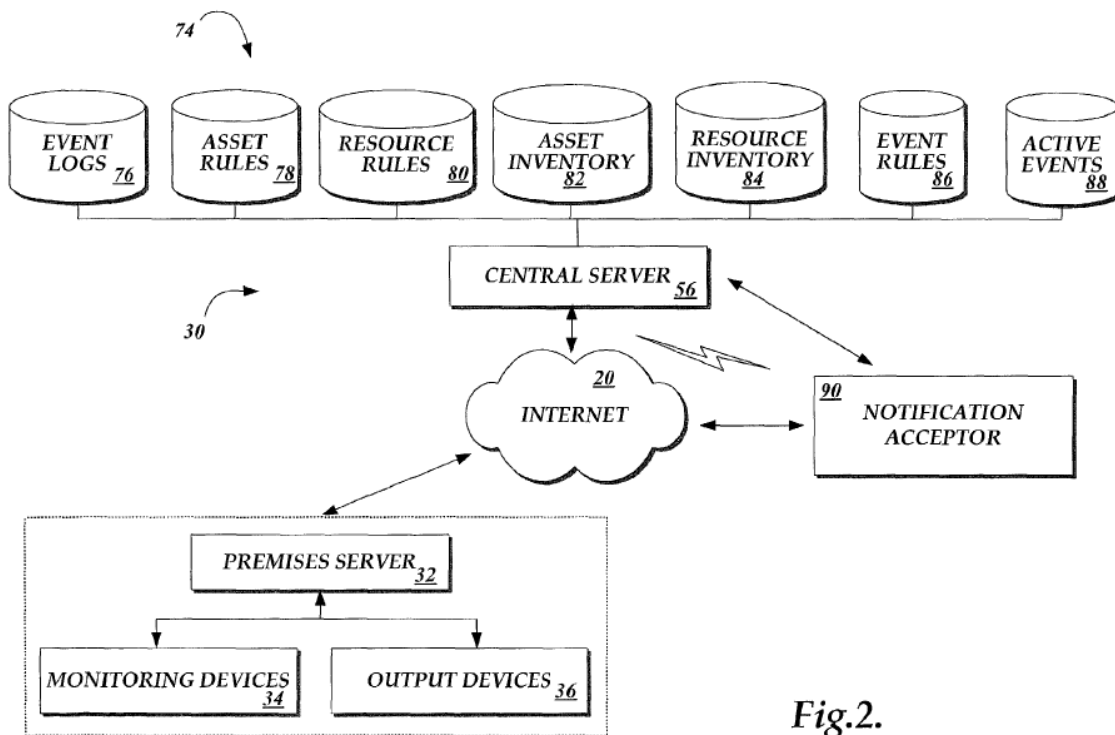 74
EVENT
LOGS 76
ASSET
RULES 78
RESOURCE
RULES 80
ASSET
INVENTORY
82
RESOURCE
INVENTORY
84
EVENT
RULES 86
ACTIVE
EVENTS
88
CENTRAL SERVER 56
30
20
INTERNET
90
NOTIFICATION
ACCEPTOR
PREMISES SERVER 32
MONITORING DEVICES 34
OUTPUT DEVICES 36
Fig.2.